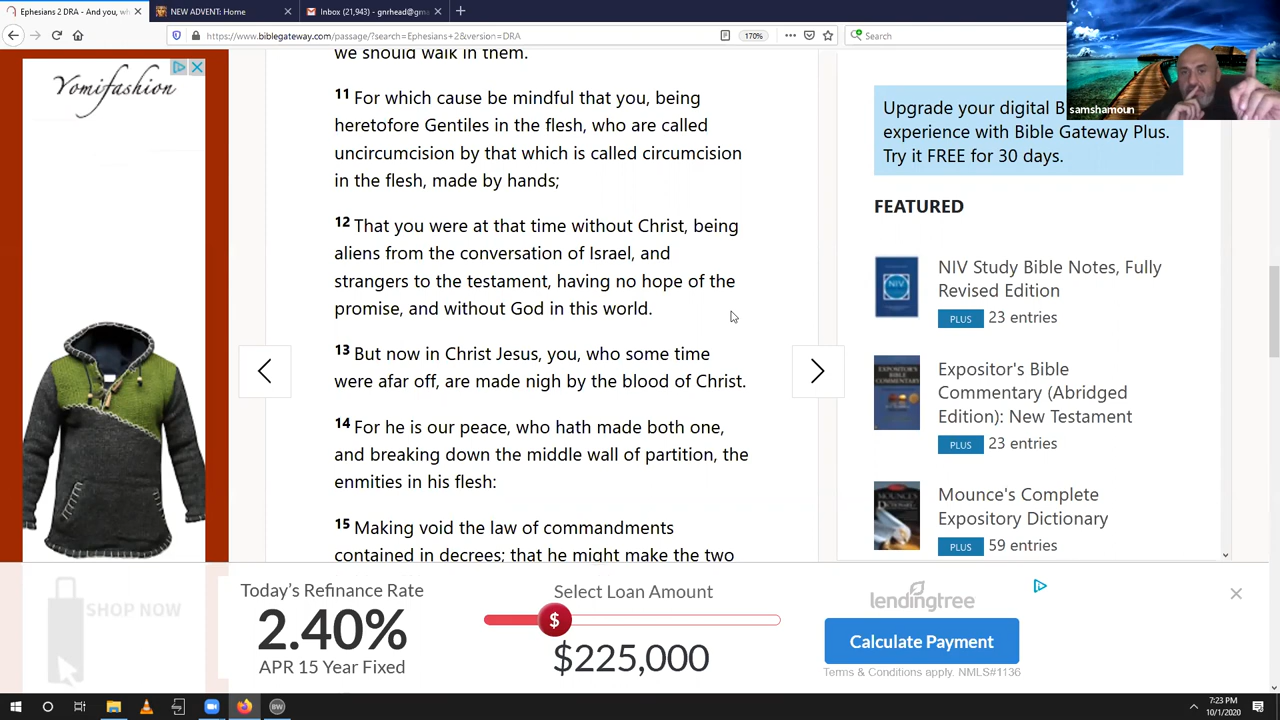 Ephesians 2 DRA - And you, wh
NEW ADVENT: Home
Inbox (21,943) - gnrhead@gma
https://www.biblegateway.com/passage/?search=Ephesians+2&version=DRA
170%
Search
samshamoun
Yomifashion
SHOP NOW
we should walk in them.
11 For which cause be mindful that you, being
heretofore Gentiles in the flesh, who are called
uncircumcision by that which is called circumcision
in the flesh, made by hands;
12 That you were at that time without Christ, being
aliens from the conversation of Israel, and
strangers to the testament, having no hope of the
promise, and without God in this world.
13 But now in Christ Jesus, you, who some time
were afar off, are made nigh by the blood of Christ.
14 For he is our peace, who hath made both one,
and breaking down the middle wall of partition, the
enmities in his flesh:
15 Making void the law of commandments
contained in decrees; that he might make the two
Upgrade your digital B
experience with Bible Gateway Plus.
Try it FREE for 30 days.
FEATURED
NIV
NIV Study Bible Notes, Fully
Revised Edition
PLUS 23 entries
Expositor's Bible
Commentary (Abridged
Edition): New Testament
PLUS 23 entries
Mounce's Complete
Expository Dictionary
PLUS 59 entries
Today's Refinance Rate
2.40%
APR 15 Year Fixed
Select Loan Amount
$
$225,000
lendingtree
Calculate Payment
Terms & Conditions apply. NMLS#1136
BW
7:23 PM
10/1/2020